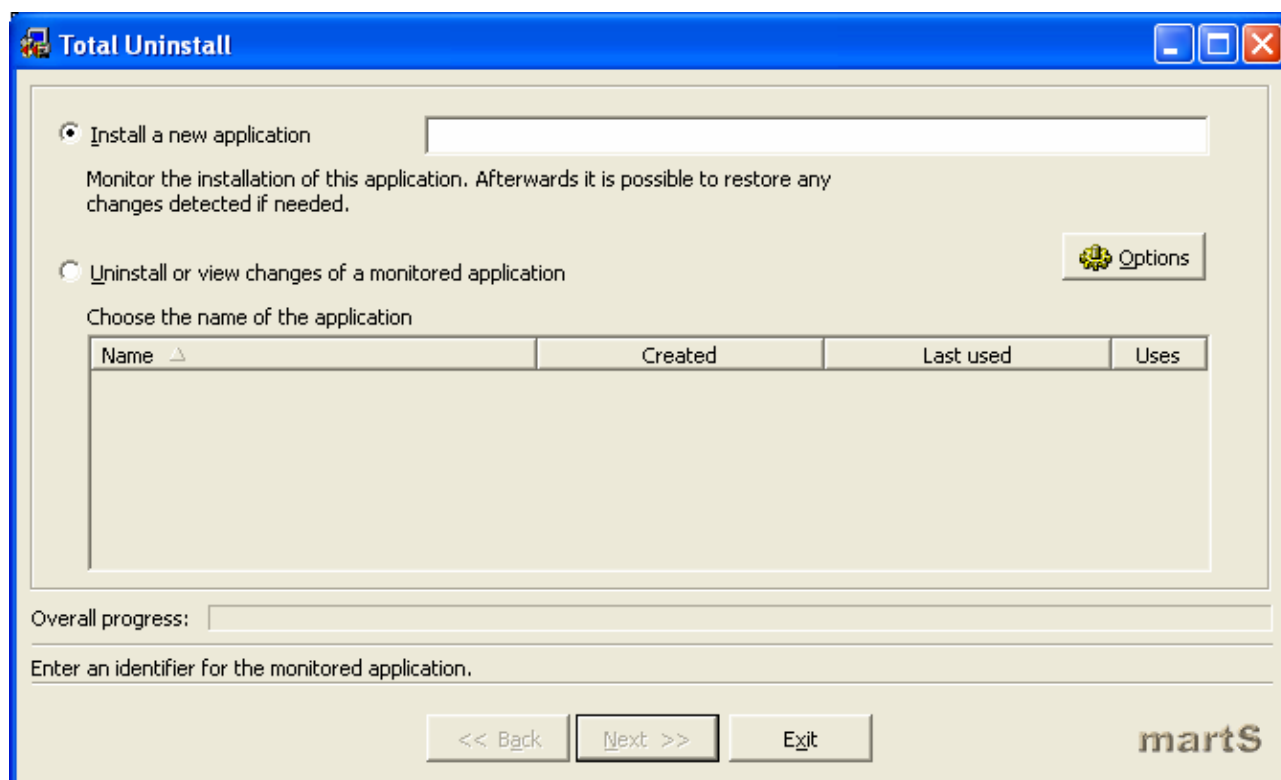 Total Uninstall
Install a new application
Monitor the installation of this application. Afterwards it is possible to restore any
changes detected if needed.
Options
Uninstall or view changes of a monitored application
Choose the name of the application
Name Created Last used Uses
Overall progress:
Enter an identifier for the monitored application.
<< Back Next >> Exit
martS